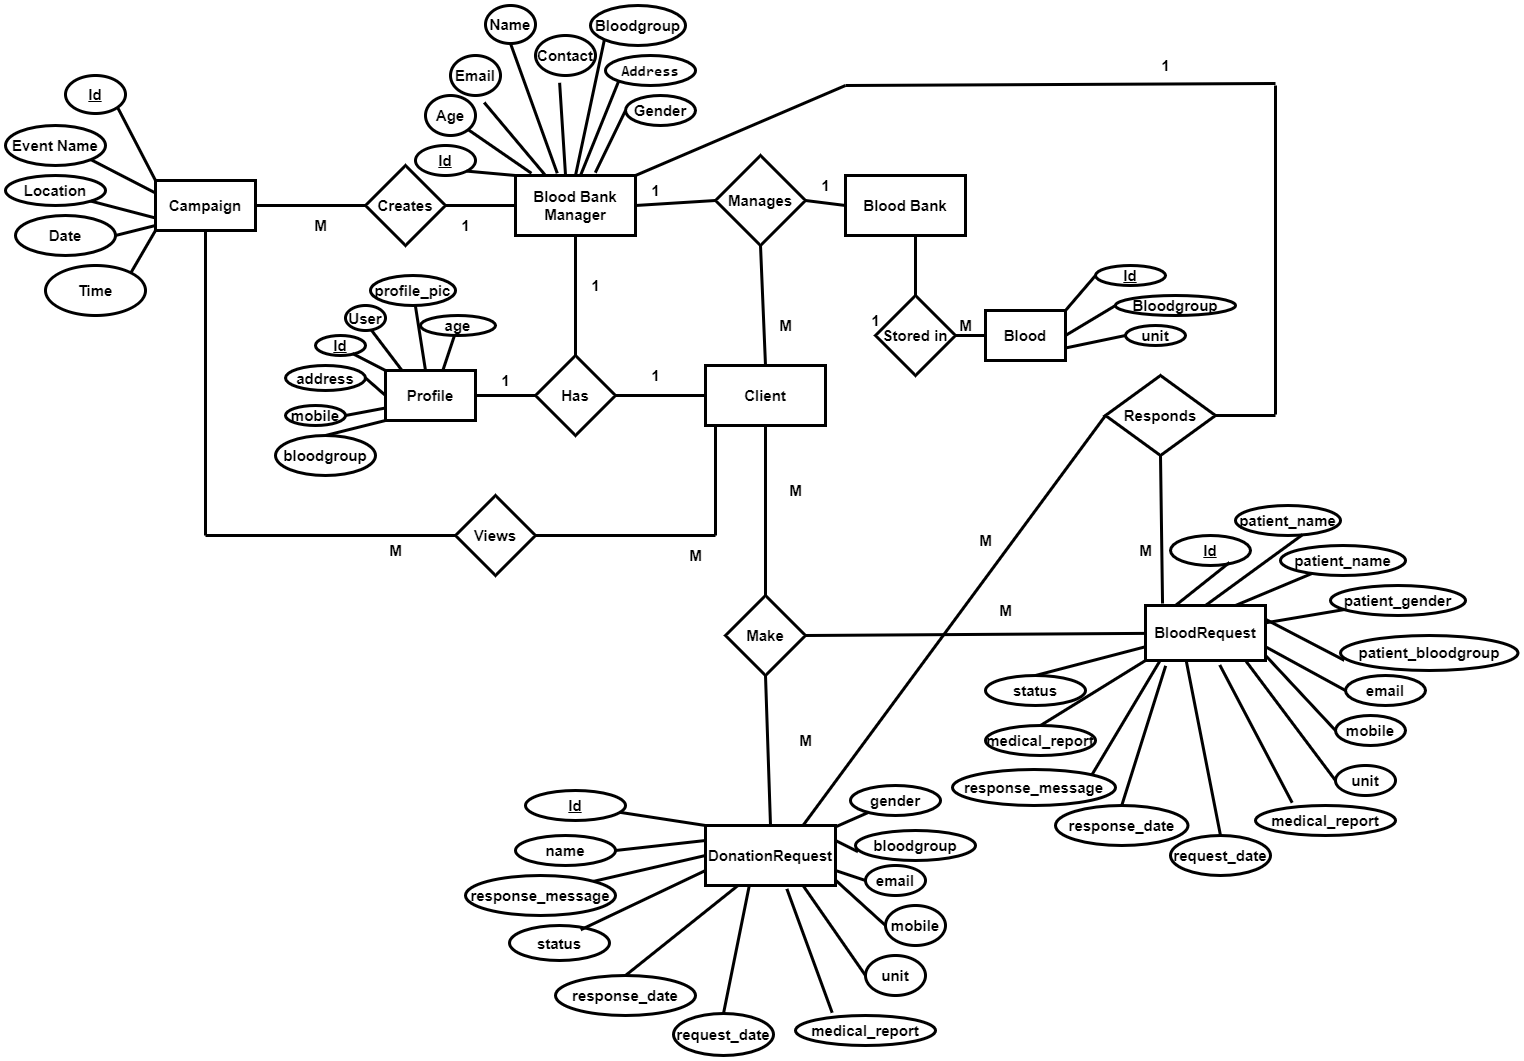 Name
Bloodgroup
Contact
Email
Address
Age
Gender
Id
Id
Event Name
Location
Date
Time
Campaign
M
Creates
1
Blood Bank
Manager
1
Manages
1
Blood Bank
1
1
M
Stored in
1
M
Blood
Id
Bloodgroup
unit
profile_pic
User
age
Id
address
mobile
bloodgroup
Profile
1
Has
1
Client
Responds
M
Views
M
M
M
M
Make
M
M
BloodRequest
Id
patient_name
patient_name
patient_gender
patient_bloodgroup
email
mobile
unit
medical_report
request_date
response_date
response_message
medical_report
status
DonationRequest
Id
name
response_message
status
response_date
request_date
medical_report
unit
mobile
email
bloodgroup
gender